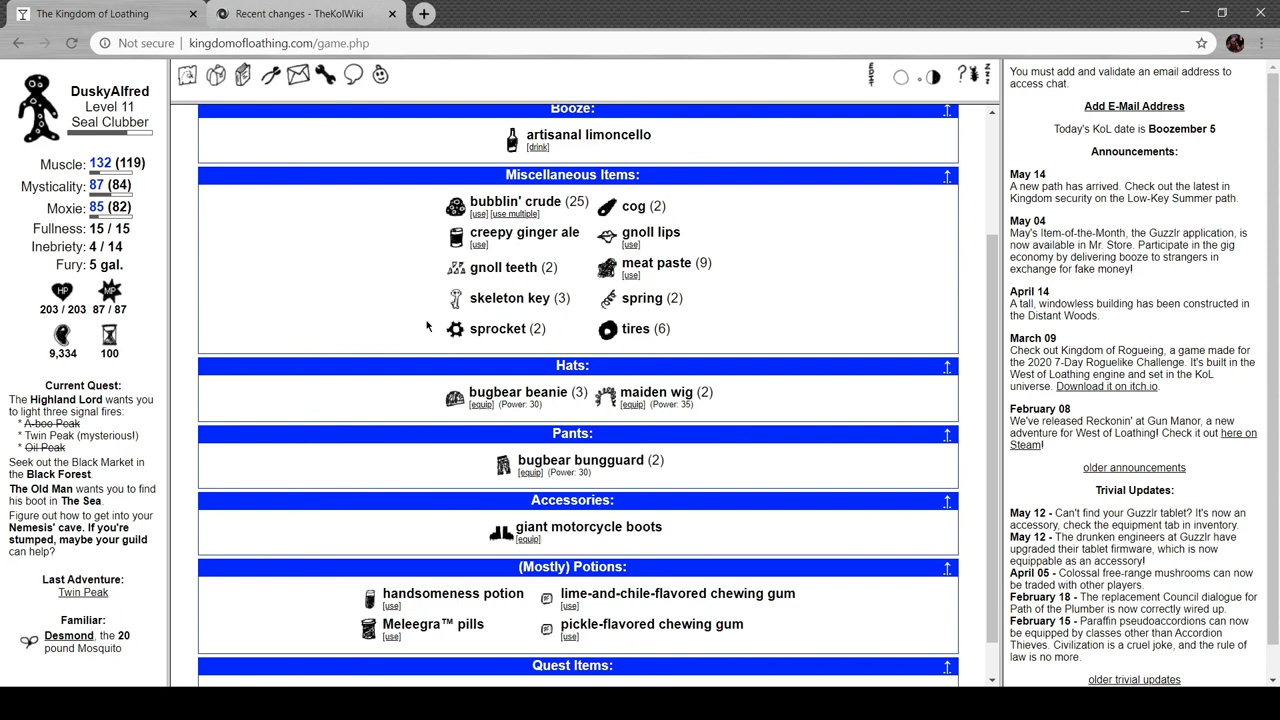 The Kingdom of Loathing
Recent changes - TheKolWiki
Not secure | kingdomofloathing.com/game.php
DuskyAlfred
Level 11
Seal Clubber
Muscle: 132 (119)
Mysticality: 87 (84)
Moxie: 85 (82)
Fullness: 15 / 15
Inebriety: 4 / 14
Fury: 5 gal.
HP MP
203 / 203 87 / 87
9,334 100
Current Quest:
The Highland Lord wants you
to light three signal fires:
* A-boo Peak
* Twin Peak (mysterious!)
* Oil Peak
Seek out the Black Market in
the Black Forest.
The Old Man wants you to find
his boot in The Sea.
Figure out how to get into your
Nemesis' cave. If you're
stumped, maybe your guild
can help?
Last Adventure:
Twin Peak
Familiar:
Desmond, the 20
pound Mosquito
EDIT
? ZZZ
Booze:
artisanal limoncello
[drink]
Miscellaneous Items:
bubblin' crude (25) cog (2)
[use] [use multiple]
creepy ginger ale gnoll lips
[use] [use]
gnoll teeth (2) meat paste (9)
[use]
skeleton key (3) spring (2)
sprocket (2) tires (6)
Hats:
bugbear beanie (3) maiden wig (2)
[equip] (Power: 30) [equip] (Power: 35)
Pants:
bugbear bungguard (2)
[equip] (Power: 30)
Accessories:
giant motorcycle boots
[equip]
(Mostly) Potions:
handsomeness potion lime-and-chile-flavored chewing gum
[use] [use]
Meleegra™ pills pickle-flavored chewing gum
[use] [use]
Quest Items:
You must add and validate an email address to
access chat.
Add E-Mail Address
Today's KoL date is Boozember 5
Announcements:
May 14
A new path has arrived. Check out the latest in
Kingdom security on the Low-Key Summer path.
May 04
May's Item-of-the-Month, the Guzzlr application, is
now available in Mr. Store. Participate in the gig
economy by delivering booze to strangers in
exchange for fake money!
April 14
A tall, windowless building has been constructed in
the Distant Woods.
March 09
Check out Kingdom of Rogueing, a game made for
the 2020 7-Day Roguelike Challenge. It's built in the
West of Loathing engine and set in the KoL
universe. Download it on itch.io.
February 08
We've released Reckonin' at Gun Manor, a new
adventure for West of Loathing! Check it out here on
Steam!
older announcements
Trivial Updates:
May 12 - Can't find your Guzzlr tablet? It's now an
accessory, check the equipment tab in inventory.
May 12 - The drunken engineers at Guzzlr have
upgraded their tablet firmware, which is now
equippable as an accessory!
April 05 - Colossal free-range mushrooms can now
be traded with other players.
February 18 - The replacement Council dialogue for
Path of the Plumber is now correctly wired up.
February 15 - Paraffin pseudoaccordions can now
be equipped by classes other than Accordion
Thieves. Civilization is a cruel joke, and the rule of
law is no more.
older trivial updates